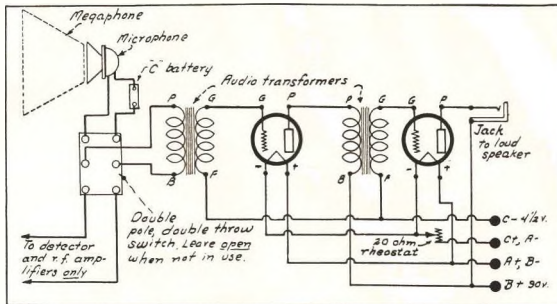 Megaphone
Microphone
"C" battery
Audio transformers
P
G
G
P
P
G
G
P
B
F
-
+
B
F
-
+
Jack
to loud
speaker
Double
pole, double throw
switch. Leave open
when not in use.
To detector
and r.f. amp-
lifiers only
20 ohm
rheostat
C- 4½v.
C+, A-
A+, B-
B+ 90v.